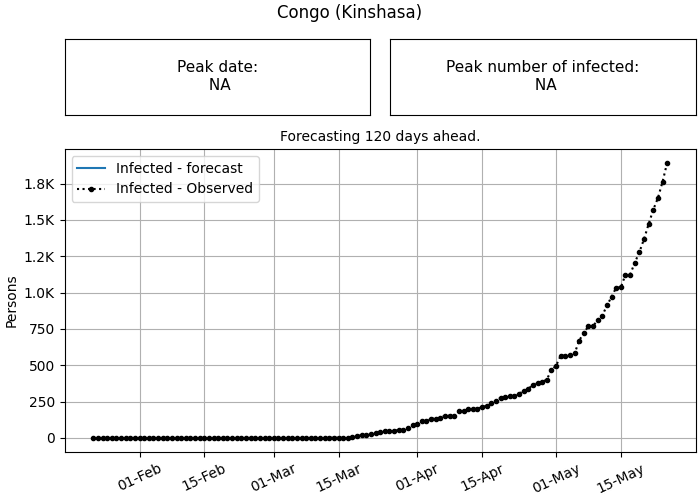 Congo (Kinshasa)
Peak date:
NA
Peak number of infected:
NA
Forecasting 120 days ahead.
Infected - forecast
Infected - Observed
1.8K
1.5K
1.2K
1.0K
750
500
250
0
Persons
01-Feb
15-Feb
01-Mar
15-Mar
01-Apr
15-Apr
01-May
15-May